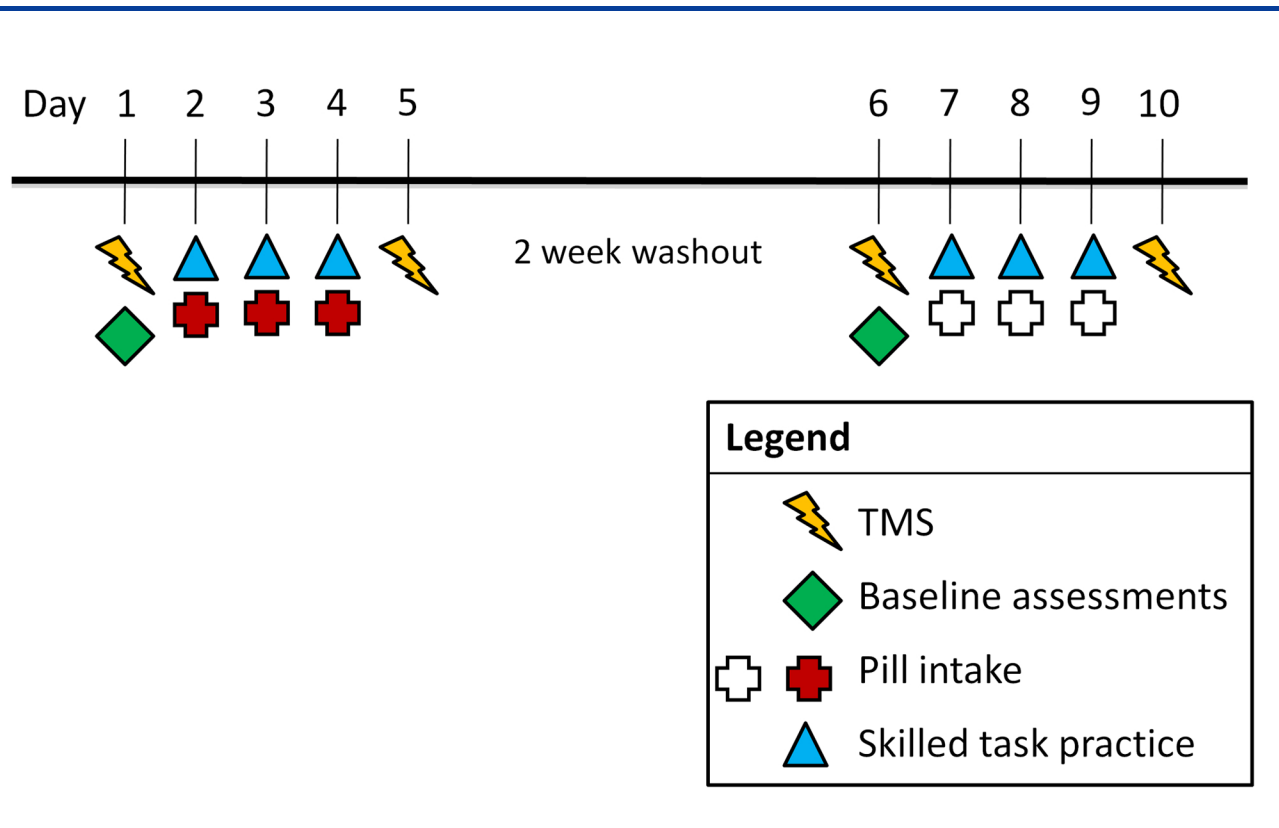 Day 1 2 3 4 5 6 7 8 9 10
2 week washout
Legend
TMS
Baseline assessments
Pill intake
Skilled task practice